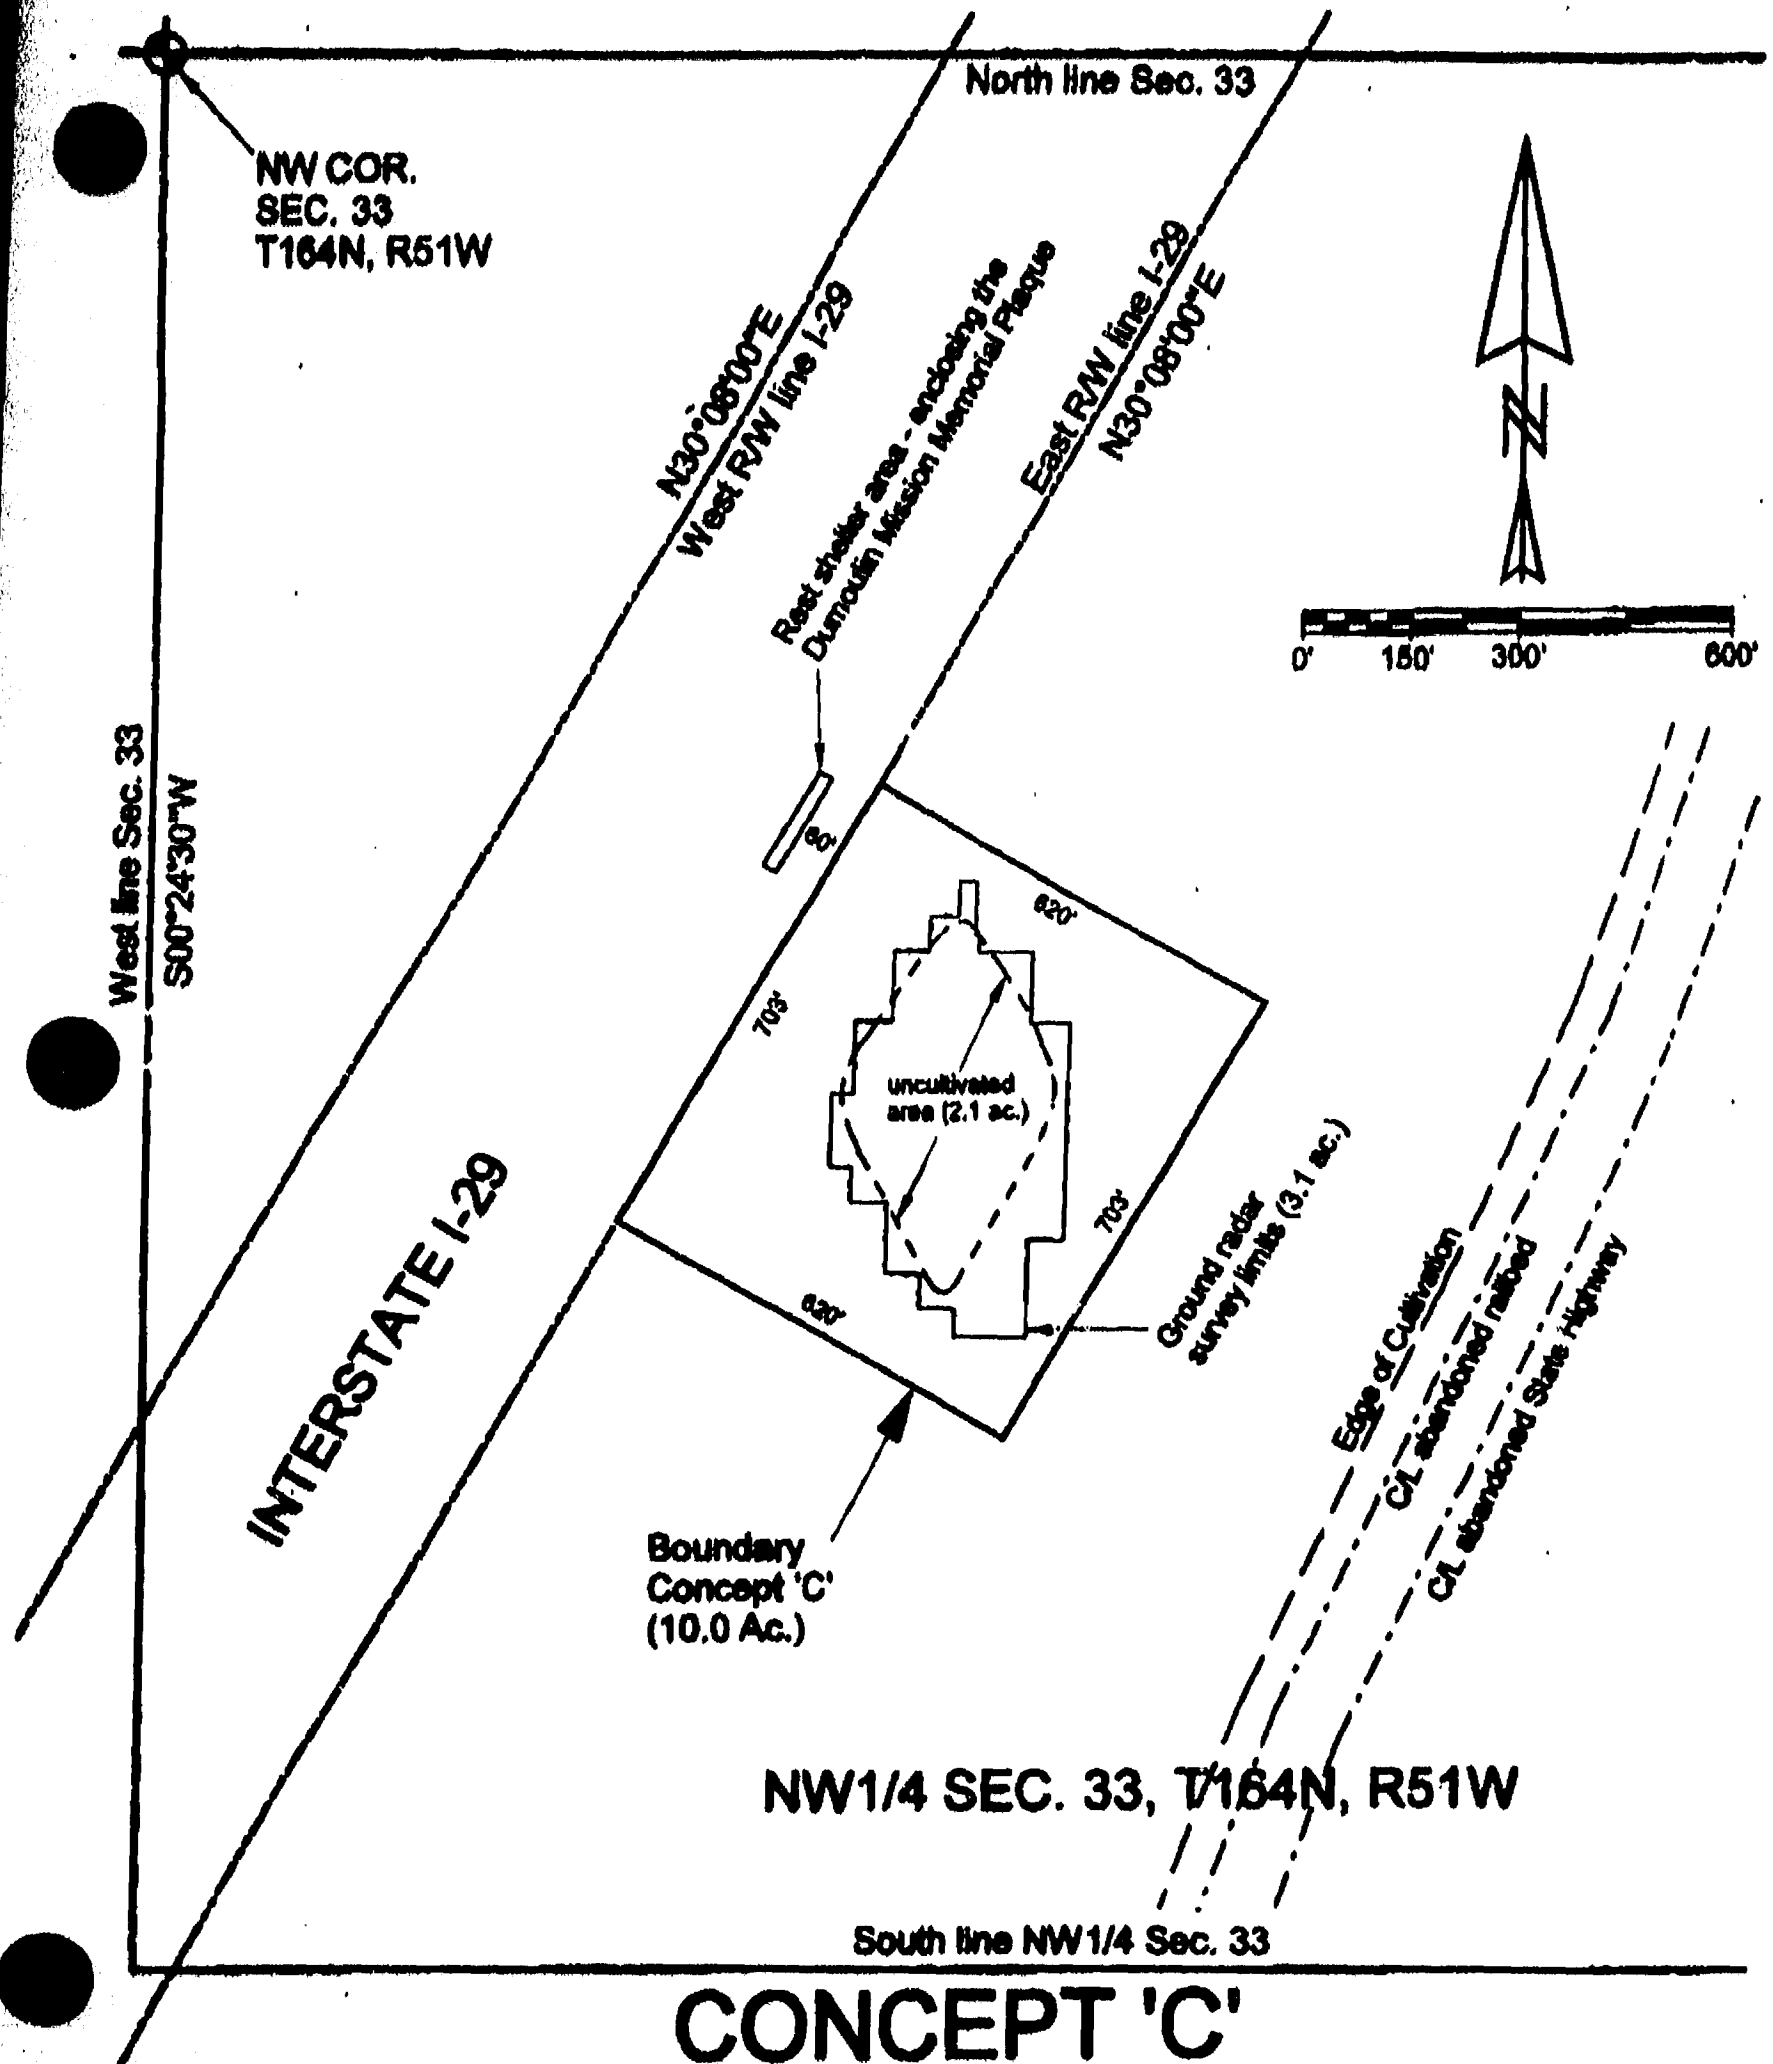 North line Sec. 33
NW COR.
SEC. 33
T164N, R51W
N30°08'00"E
West R/W line I-29
Rest shelter area - enclosing the
Dumoulin Mission Memorial Plaque
East R/W line I-29
N30°08'00"E
N
0' 150' 300' 600'
West line Sec. 33
S00°24'30"W
60'
620'
703'
uncultivated
area (2.1 ac.)
703'
Ground radar
survey limits (3.1 ac.)
620'
INTERSTATE I-29
Edge of Cultivation
C/L abandoned railbed
C/L abandoned State Highway
Boundary
Concept 'C'
(10.0 Ac.)
NW1/4 SEC. 33, T164N, R51W
South line NW1/4 Sec. 33
CONCEPT 'C'